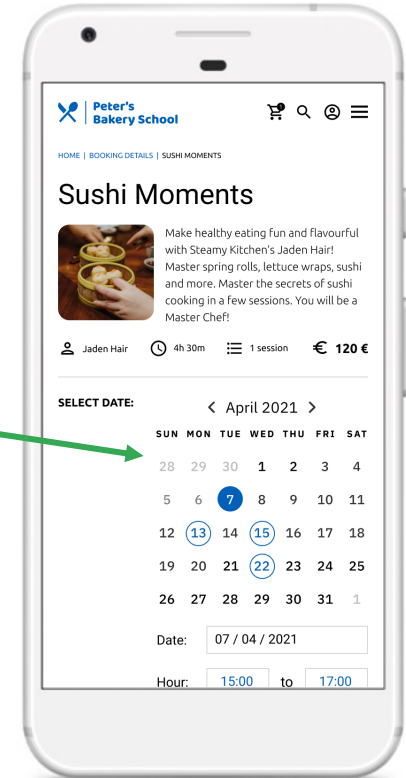 Peter's
Bakery School
1
HOME | BOOKING DETAILS | SUSHI MOMENTS
Sushi Moments
Make healthy eating fun and flavourful
with Steamy Kitchen's Jaden Hair!
Master spring rolls, lettuce wraps, sushi
and more. Master the secrets of sushi
cooking in a few sessions. You will be a
Master Chef!
Jaden Hair 4h 30m 1 session € 120 €
SELECT DATE:
< April 2021 >
SUN MON TUE WED THU FRI SAT
28 29 30 1 2 3 4
5 6 7 8 9 10 11
12 13 14 15 16 17 18
19 20 21 22 23 24 25
26 27 28 29 30 31 1
Date: 07 / 04 / 2021
Hour: 15:00 to 17:00